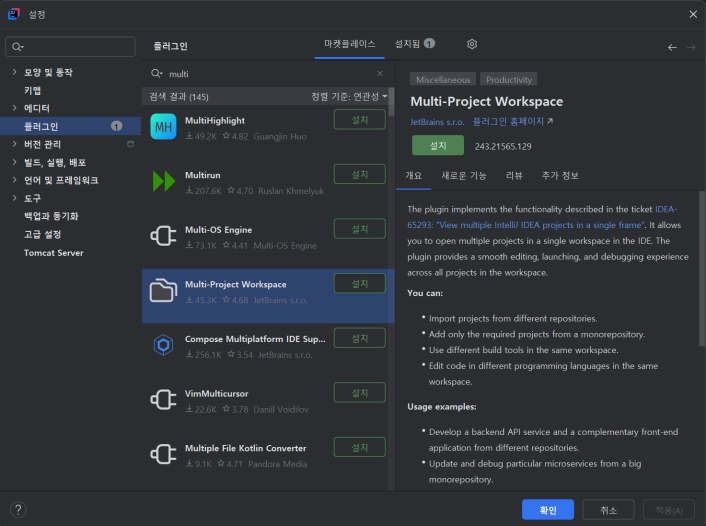 설정
모양 및 동작
키맵
에디터
플러그인 1
버전 관리
빌드, 실행, 배포
언어 및 프레임워크
도구
백업과 동기화
고급 설정
Tomcat Server
플러그인
마켓플레이스 설치됨 1
multi
검색 결과 (145) 정렬 기준: 연관성
MH
MultiHighlight 설치
49.2K 4.82 Guangjin Huo
Multirun 설치
207.6K 4.70 Ruslan Khmelyuk
Multi-OS Engine 설치
73.1K 4.41 Multi-OS Engine
Multi-Project Workspace 설치
45.3K 4.68 JetBrains s.r.o.
Compose Multiplatform IDE Sup... 설치
256.1K 3.54 JetBrains s.r.o.
VimMulticursor 설치
22.6K 3.78 Daniil Voidilov
Multiple File Kotlin Converter 설치
9.1K 4.71 Pandora Media
Miscellaneous Productivity
Multi-Project Workspace
JetBrains s.r.o. 플러그인 홈페이지
설치 243.21565.129
개요 새로운 기능 리뷰 추가 정보
The plugin implements the functionality described in the ticket IDEA-
65293: "View multiple IntelliJ IDEA projects in a single frame". It allows
you to open multiple projects in a single workspace in the IDE. The
plugin provides a smooth editing, launching, and debugging experience
across all projects in the workspace.
You can:
• Import projects from different repositories.
• Add only the required projects from a monorepository.
• Use different build tools in the same workspace.
• Edit code in different programming languages in the same
workspace.
Usage examples:
• Develop a backend API service and a complementary front-end
application from different repositories.
• Update and debug particular microservices from a big
monorepository.
? 확인 취소 적용(A)